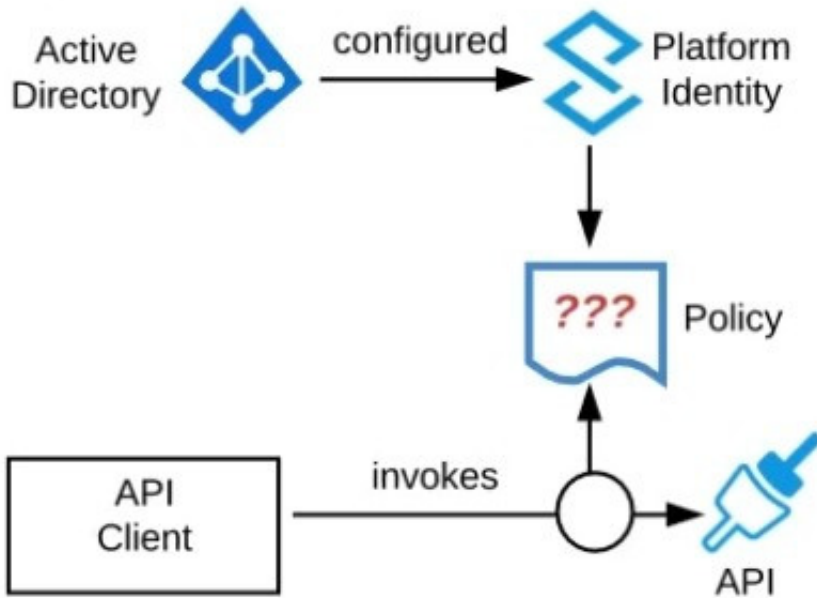 Active
Directory
configured
Platform
Identity
???
Policy
API
Client
invokes
API